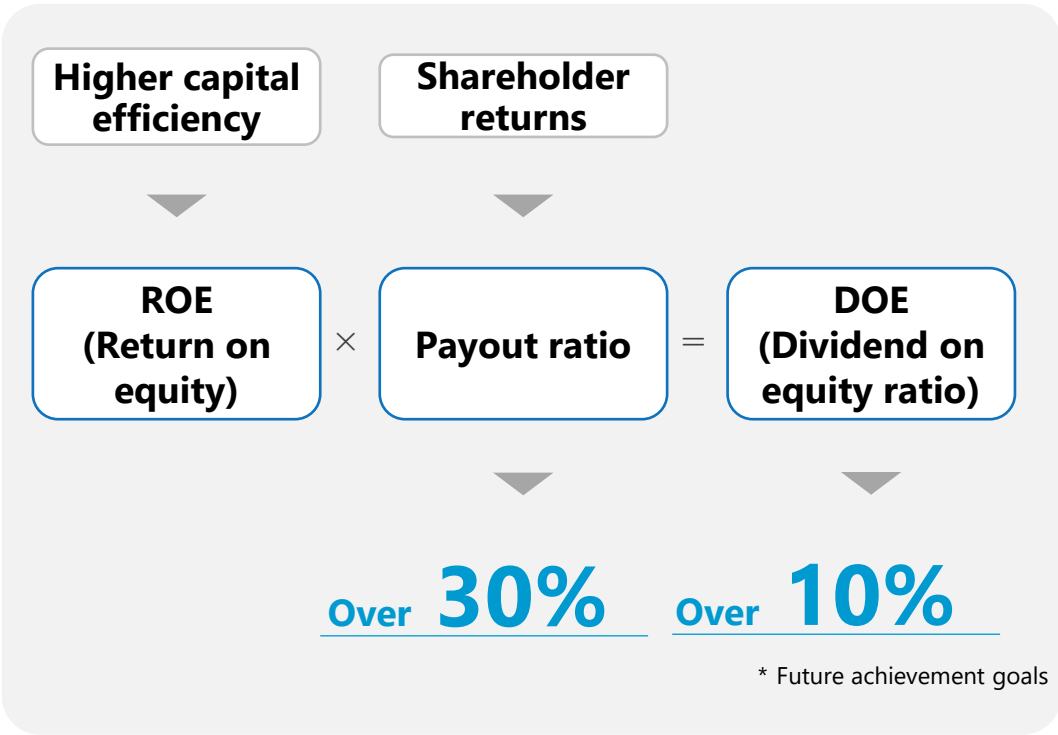 Higher capital
efficiency
Shareholder
returns
ROE
(Return on
equity)
×
Payout ratio
=
DOE
(Dividend on
equity ratio)
Over 30%
Over 10%
* Future achievement goals